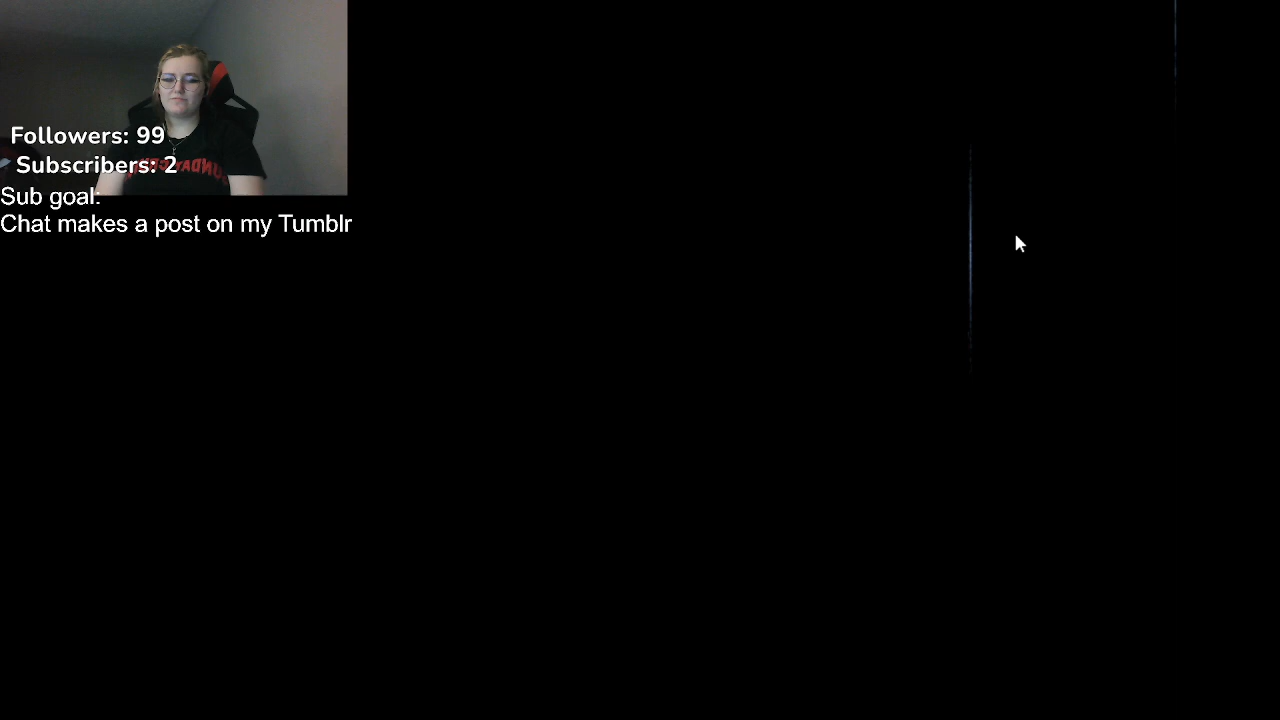 Followers: 99
Subscribers: 2
Sub goal:
Chat makes a post on my Tumblr